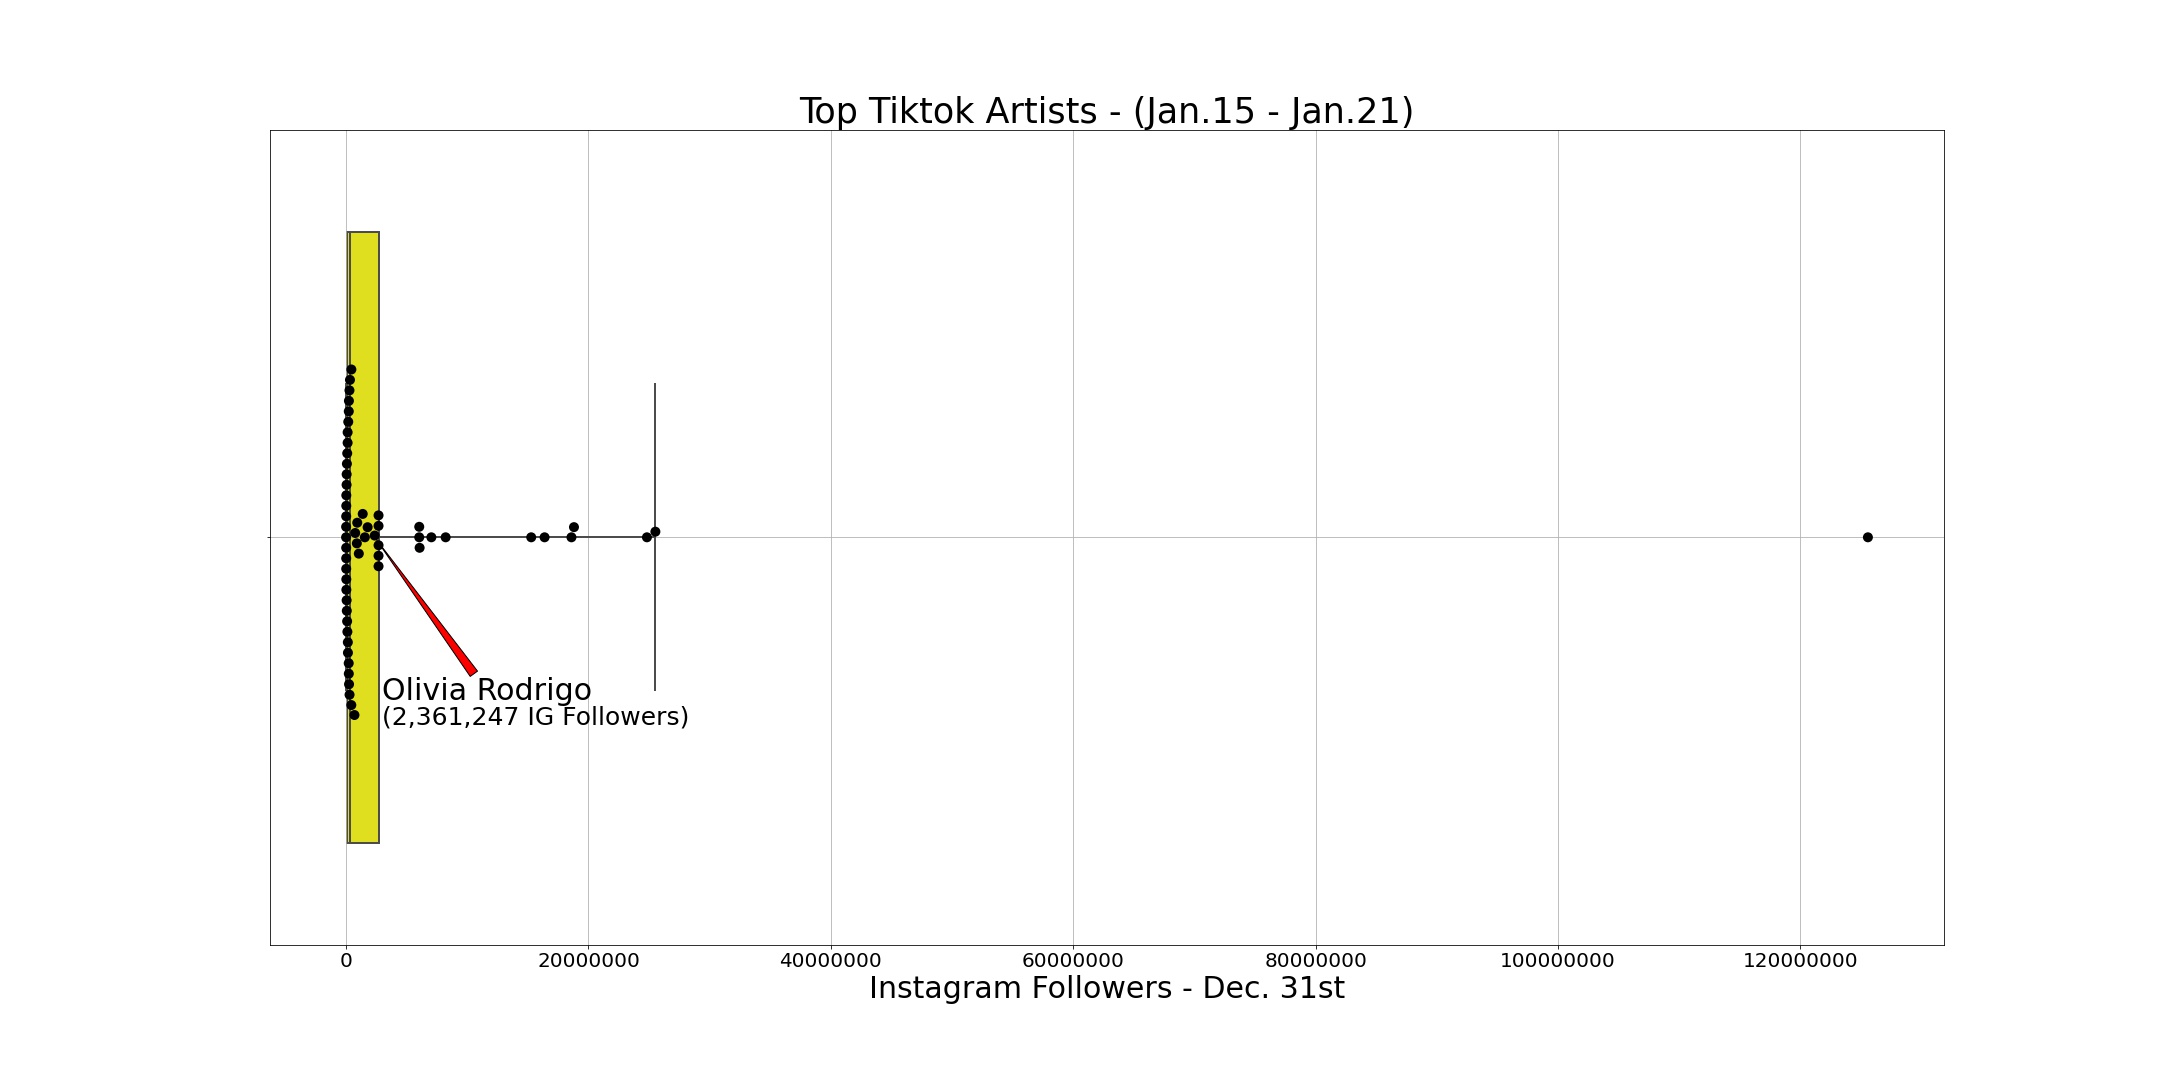 Top Tiktok Artists - (Jan.15 - Jan.21)
Olivia Rodrigo
(2,361,247 IG Followers)
0 20000000 40000000 60000000 80000000 100000000 120000000
Instagram Followers - Dec. 31st